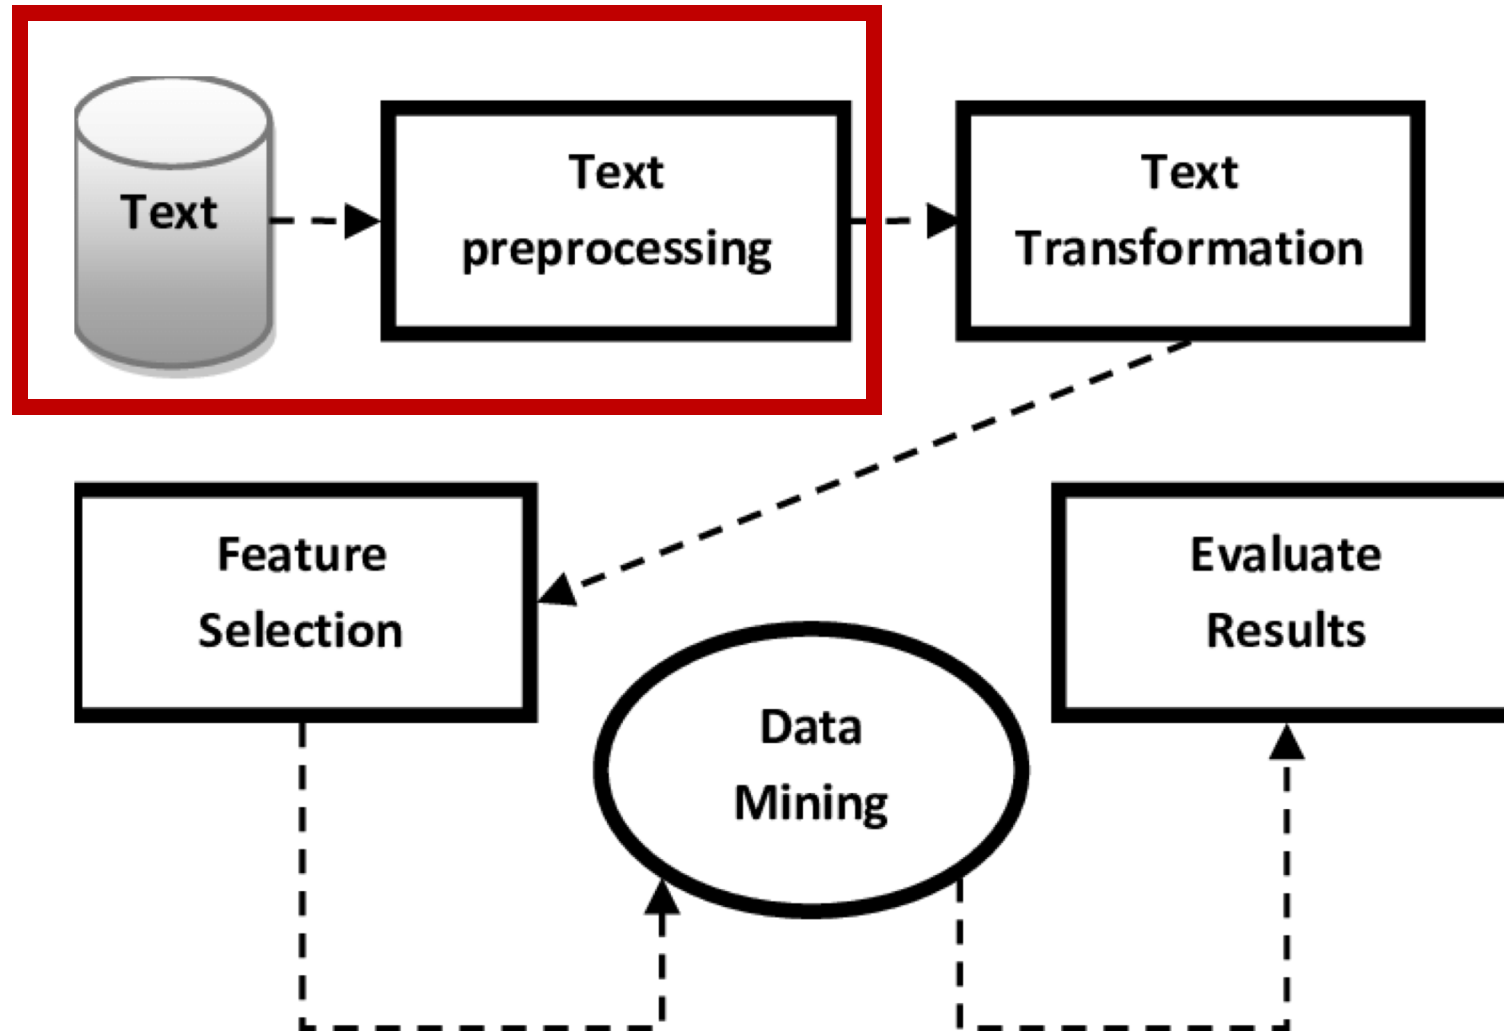 Text
Text
preprocessing
Text
Transformation
Feature
Selection
Data
Mining
Evaluate
Results